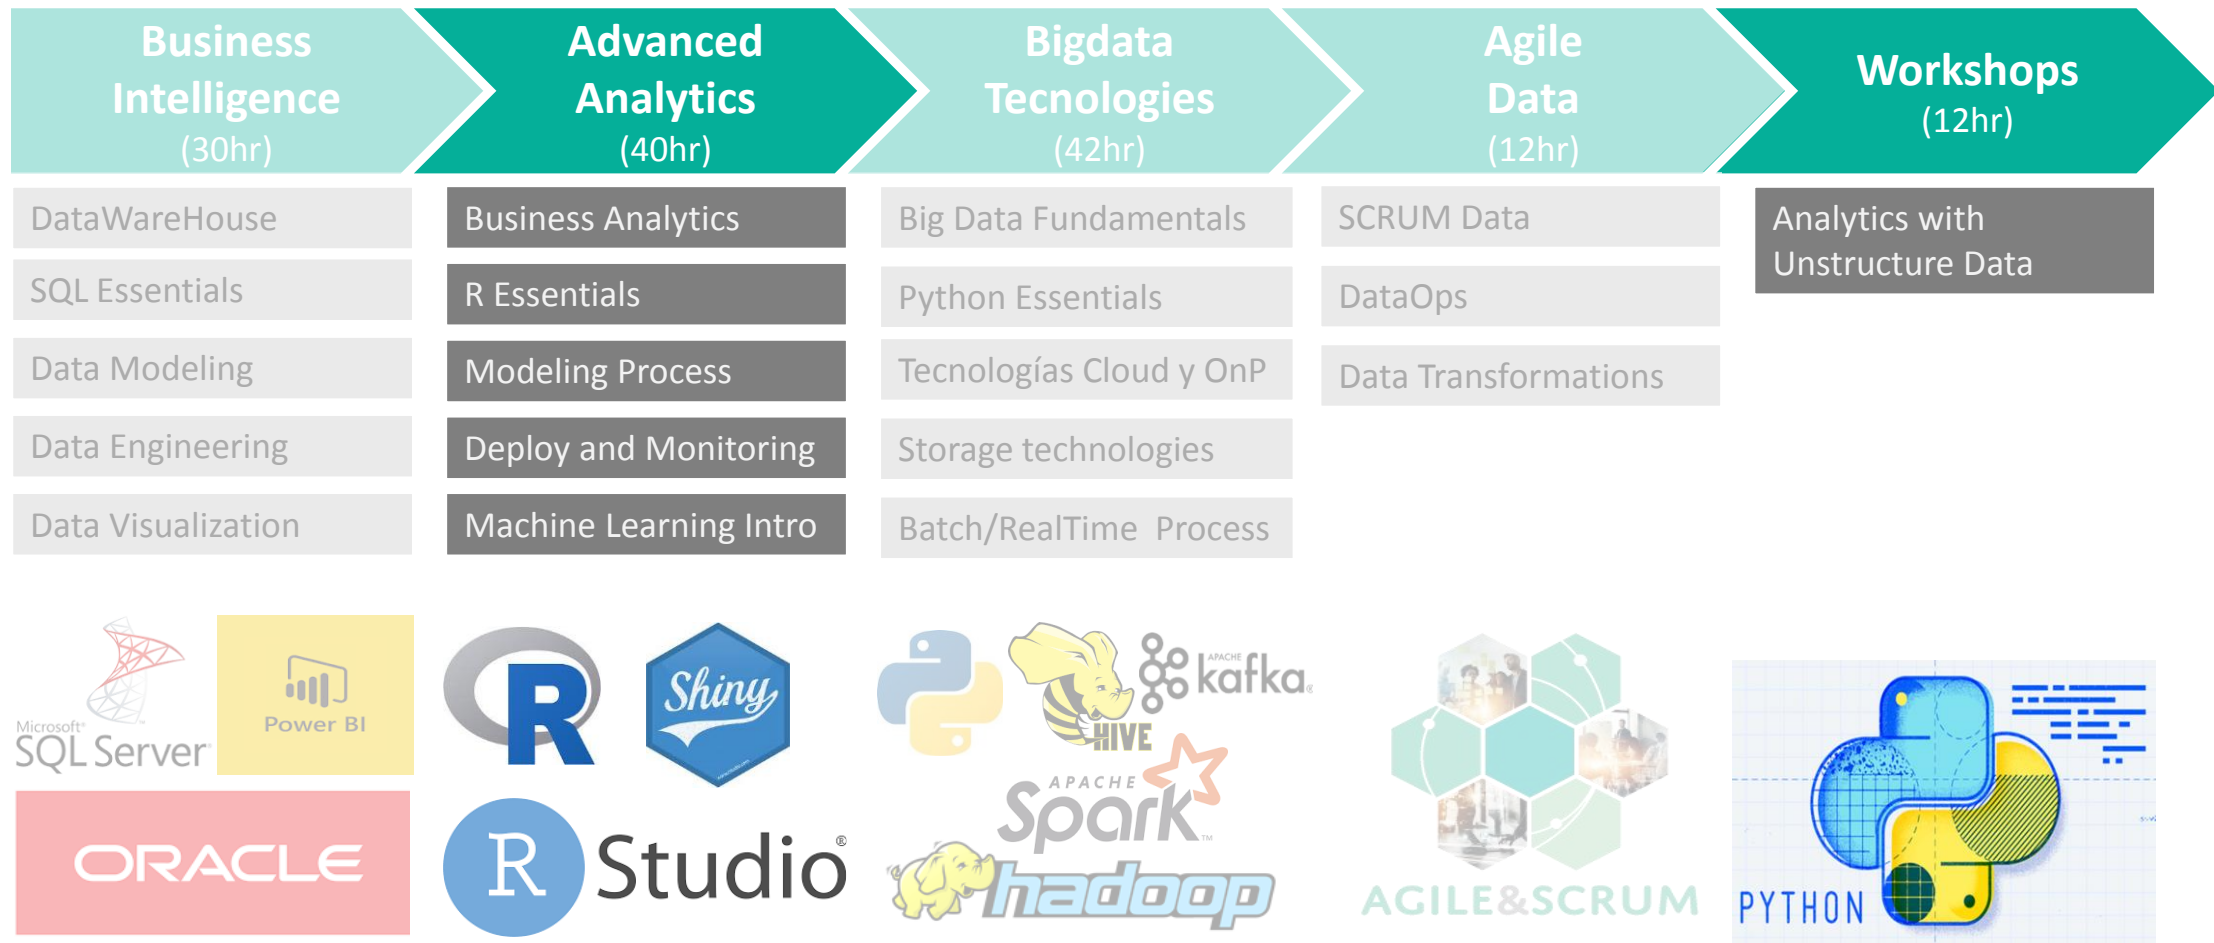 Business
Intelligence
(30hr)
Advanced
Analytics
(40hr)
Bigdata
Tecnologies
(42hr)
Agile
Data
(12hr)
Workshops
(12hr)
DataWareHouse
SQL Essentials
Data Modeling
Data Engineering
Data Visualization
Business Analytics
R Essentials
Modeling Process
Deploy and Monitoring
Machine Learning Intro
Big Data Fundamentals
Python Essentials
Tecnologías Cloud y OnP
Storage technologies
Batch/RealTime Process
SCRUM Data
DataOps
Data Transformations
Analytics with
Unstructure Data
Microsoft®
SQL Server®
Power BI
ORACLE
R
Shiny
R Studio®
HIVE
APACHE
kafka®
APACHE
Spark™
hadoop
AGILE&SCRUM
PYTHON